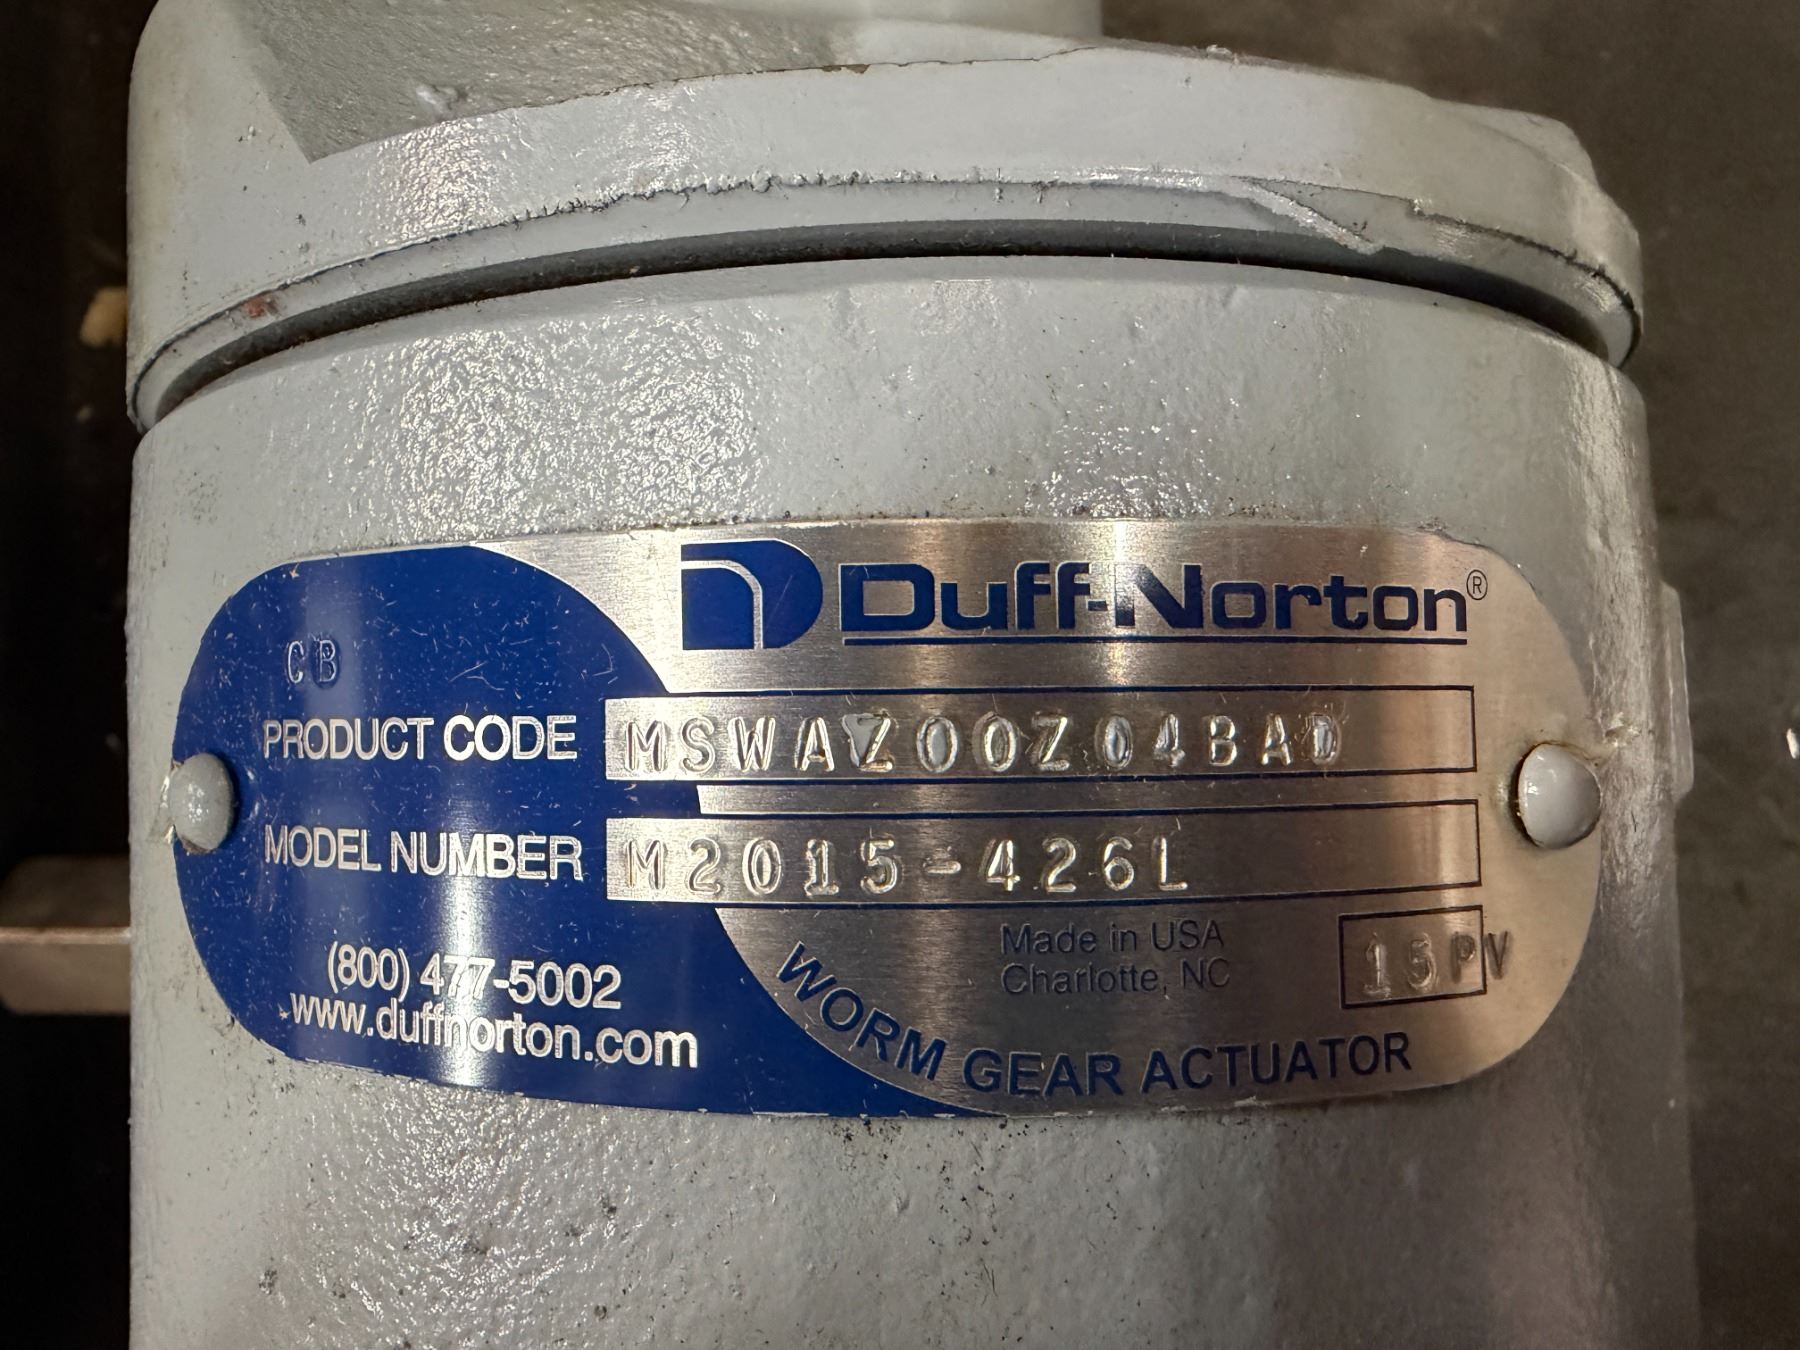 Duff-Norton®
CB
PRODUCT CODE MSWAZ00Z04BAD
MODEL NUMBER M2015-426L
Made in USA
Charlotte, NC
15PV
(800) 477-5002
www.duffnorton.com
WORM GEAR ACTUATOR